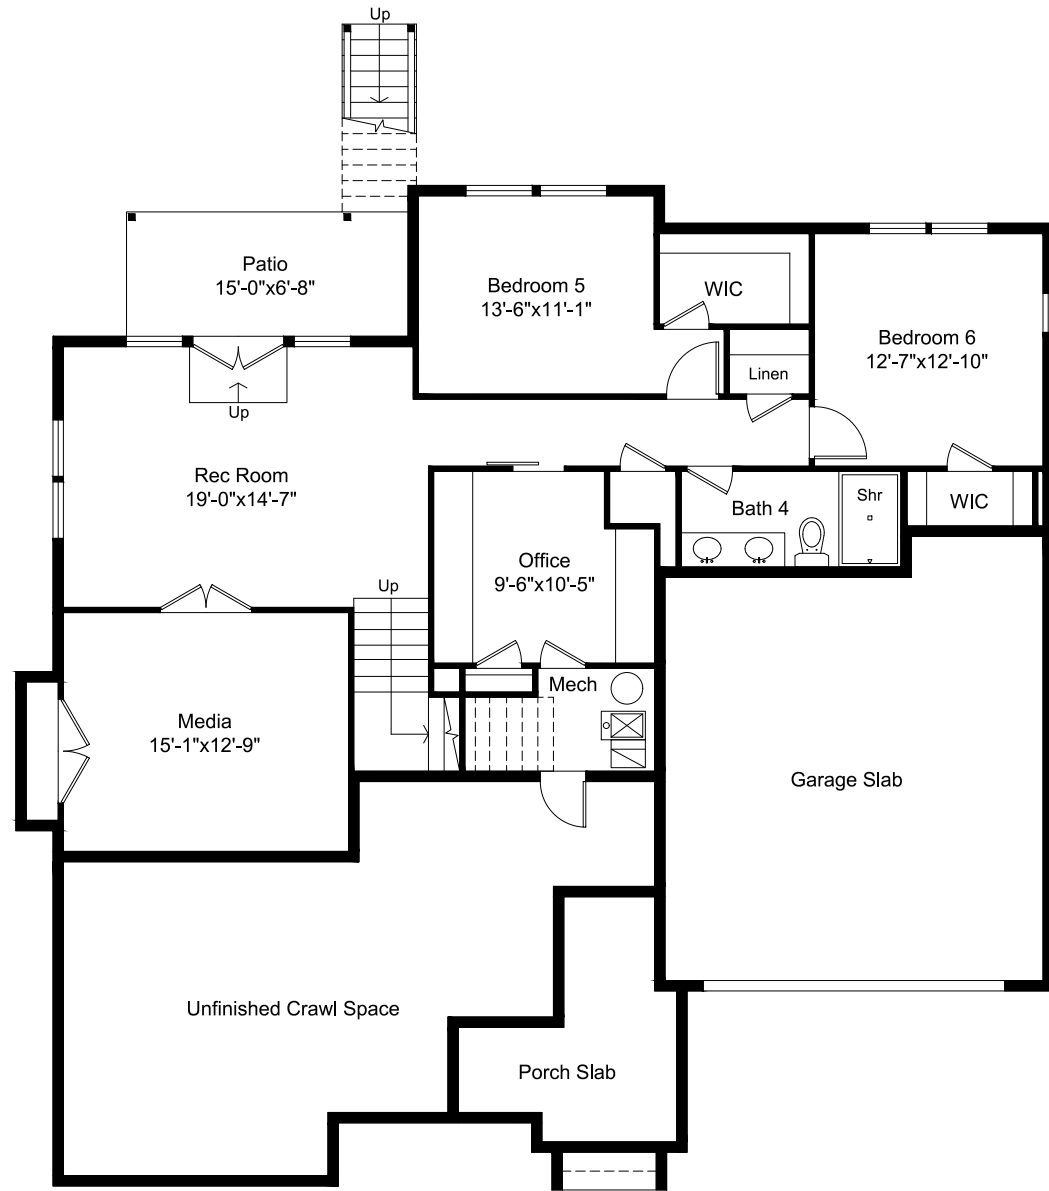 Up
Patio
15'-0"x6'-8"
Bedroom 5
13'-6"x11'-1"
WIC
Bedroom 6
12'-7"x12'-10"
Linen
Up
Rec Room
19'-0"x14'-7"
Bath 4
Shr
WIC
Office
9'-6"x10'-5"
Up
Mech
Media
15'-1"x12'-9"
Garage Slab
Unfinished Crawl Space
Porch Slab